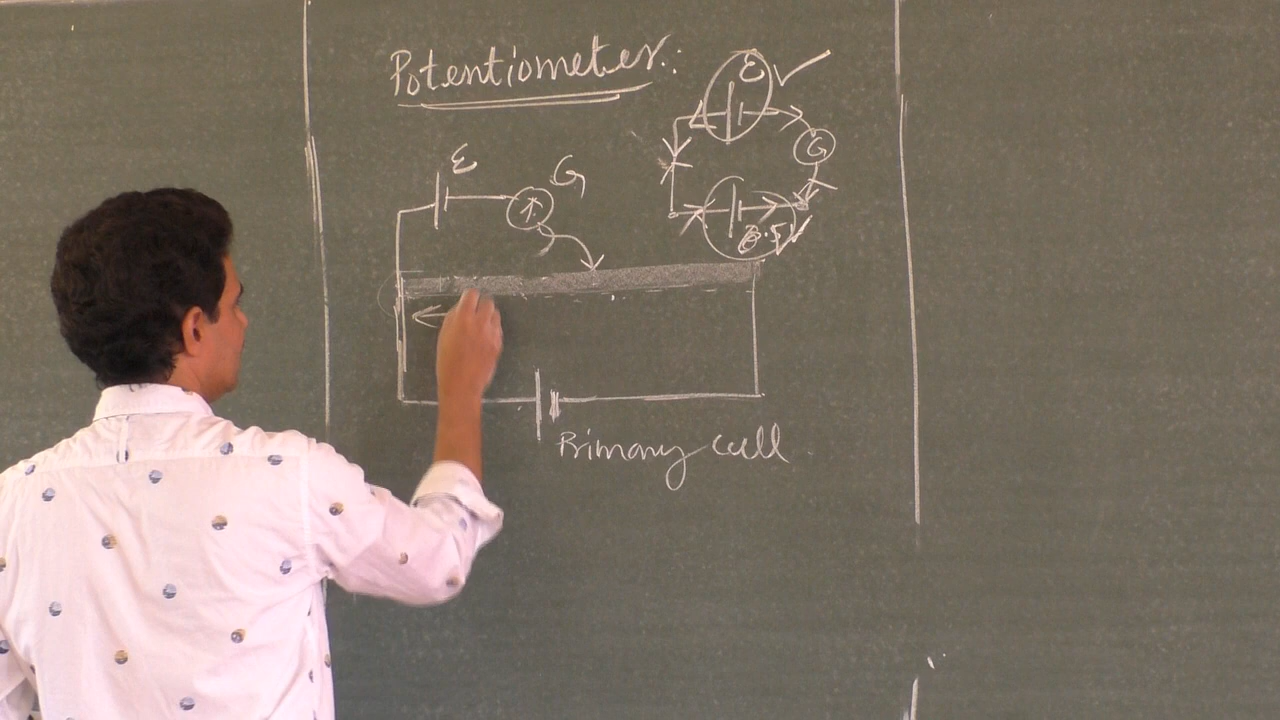 Potentiometer:
ε
G
ε
G
Primary cell